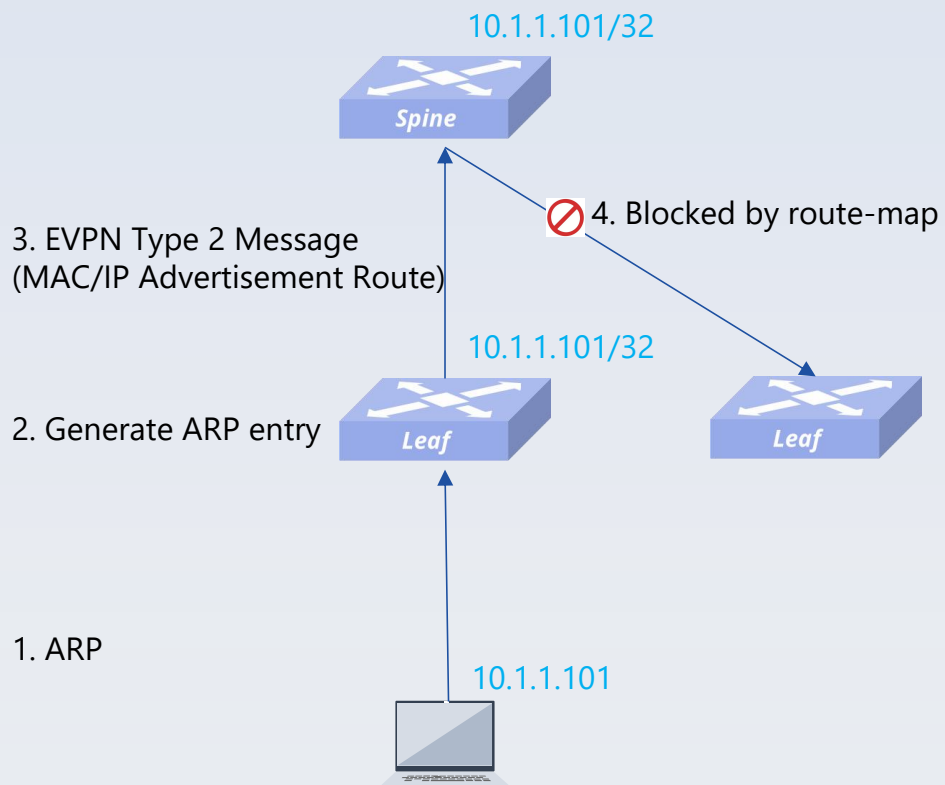 10.1.1.101/32
Spine
4. Blocked by route-map
3. EVPN Type 2 Message
(MAC/IP Advertisement Route)
10.1.1.101/32
2. Generate ARP entry
Leaf
Leaf
1. ARP
10.1.1.101